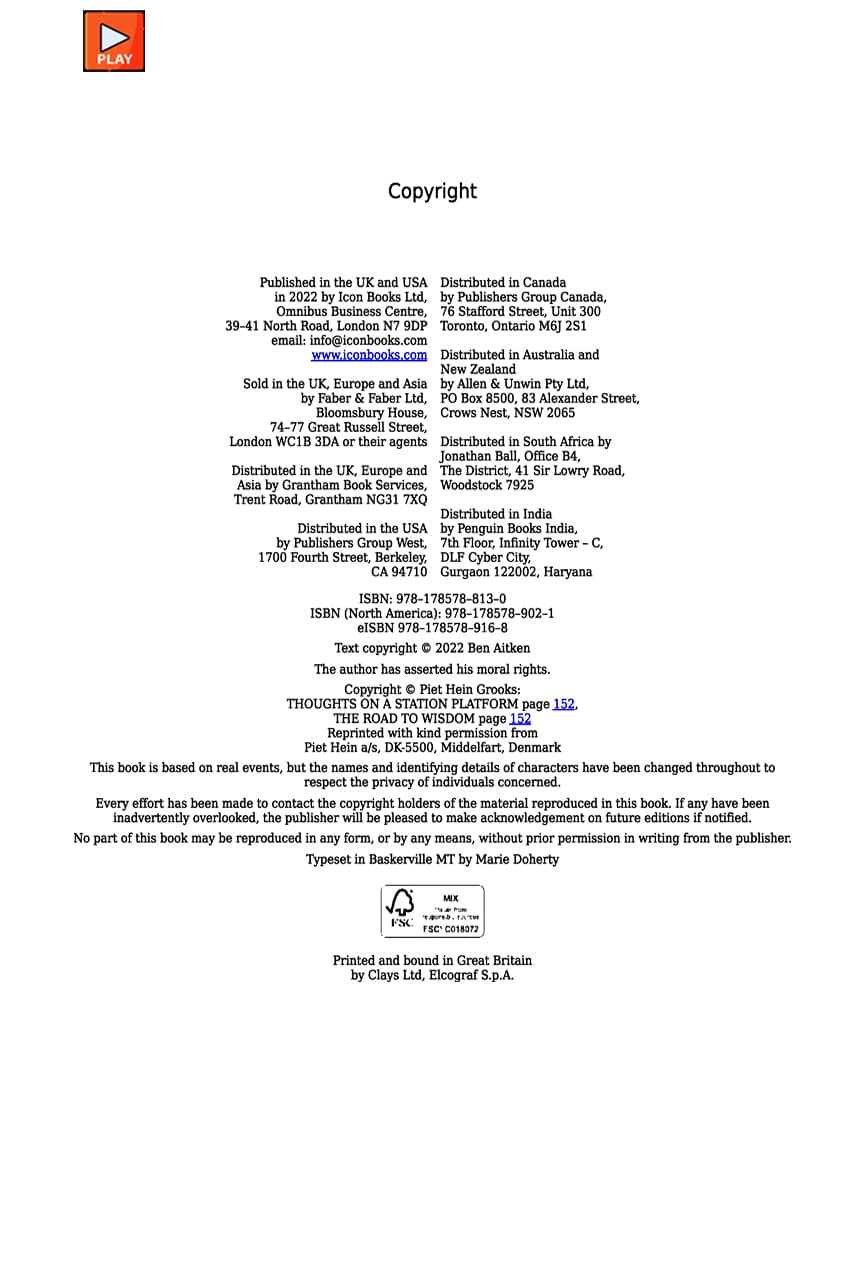 PLAY
Copyright
Published in the UK and USA
in 2022 by Icon Books Ltd,
Omnibus Business Centre,
39–41 North Road, London N7 9DP
email: info@iconbooks.com
www.iconbooks.com
Sold in the UK, Europe and Asia
by Faber & Faber Ltd,
Bloomsbury House,
74–77 Great Russell Street,
London WC1B 3DA or their agents
Distributed in the UK, Europe and
Asia by Grantham Book Services,
Trent Road, Grantham NG31 7XQ
Distributed in the USA
by Publishers Group West,
1700 Fourth Street, Berkeley,
CA 94710
Distributed in Canada
by Publishers Group Canada,
76 Stafford Street, Unit 300
Toronto, Ontario M6J 2S1
Distributed in Australia and
New Zealand
by Allen & Unwin Pty Ltd,
PO Box 8500, 83 Alexander Street,
Crows Nest, NSW 2065
Distributed in South Africa by
Jonathan Ball, Office B4,
The District, 41 Sir Lowry Road,
Woodstock 7925
Distributed in India
by Penguin Books India,
7th Floor, Infinity Tower – C,
DLF Cyber City,
Gurgaon 122002, Haryana
ISBN: 978–178578–813–0
ISBN (North America): 978–178578–902–1
eISBN 978–178578–916–8
Text copyright © 2022 Ben Aitken
The author has asserted his moral rights.
Copyright © Piet Hein Grooks:
THOUGHTS ON A STATION PLATFORM page 152,
THE ROAD TO WISDOM page 152
Reprinted with kind permission from
Piet Hein a/s, DK-5500, Middelfart, Denmark
This book is based on real events, but the names and identifying details of characters have been changed throughout to
respect the privacy of individuals concerned.
Every effort has been made to contact the copyright holders of the material reproduced in this book. If any have been
inadvertently overlooked, the publisher will be pleased to make acknowledgement on future editions if notified.
No part of this book may be reproduced in any form, or by any means, without prior permission in writing from the publisher.
Typeset in Baskerville MT by Marie Doherty
FSC
MIX
FSC® C018072
Printed and bound in Great Britain
by Clays Ltd, Elcograf S.p.A.